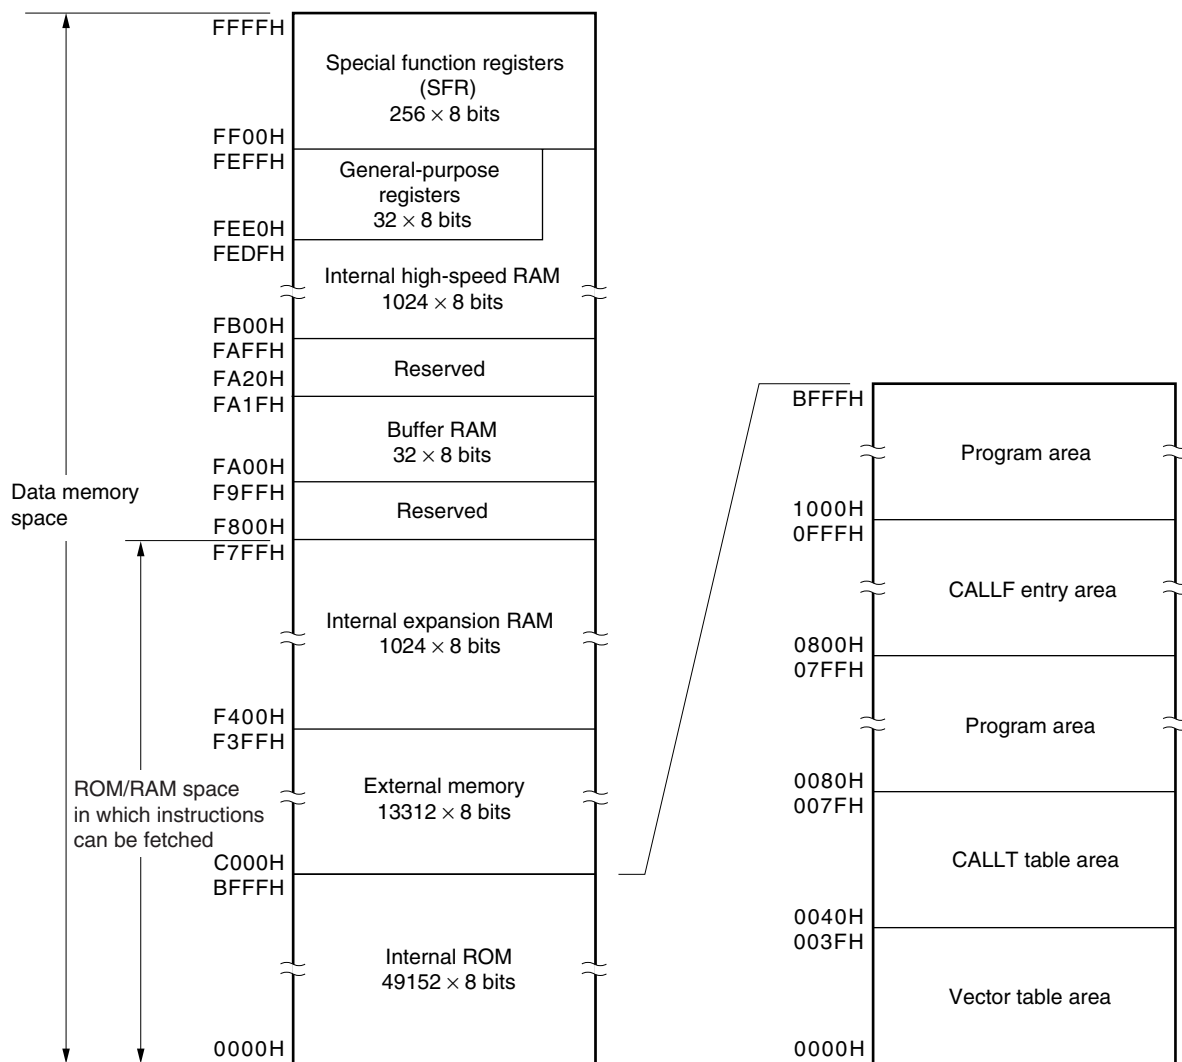 FFFFH
Special function registers
(SFR)
256 × 8 bits
FF00H
FEFFH
General-purpose
registers
32 × 8 bits
FEE0H
FEDFH
Internal high-speed RAM
1024 × 8 bits
FB00H
FAFFH
Reserved
FA20H
FA1FH
Buffer RAM
32 × 8 bits
FA00H
F9FFH
Reserved
F800H
F7FFH
Data memory
space
Internal expansion RAM
1024 × 8 bits
F400H
F3FFH
External memory
13312 × 8 bits
ROM/RAM space
in which instructions
can be fetched
C000H
BFFFH
Internal ROM
49152 × 8 bits
0000H
BFFFH
Program area
1000H
0FFFH
CALLF entry area
0800H
07FFH
Program area
0080H
007FH
CALLT table area
0040H
003FH
Vector table area
0000H